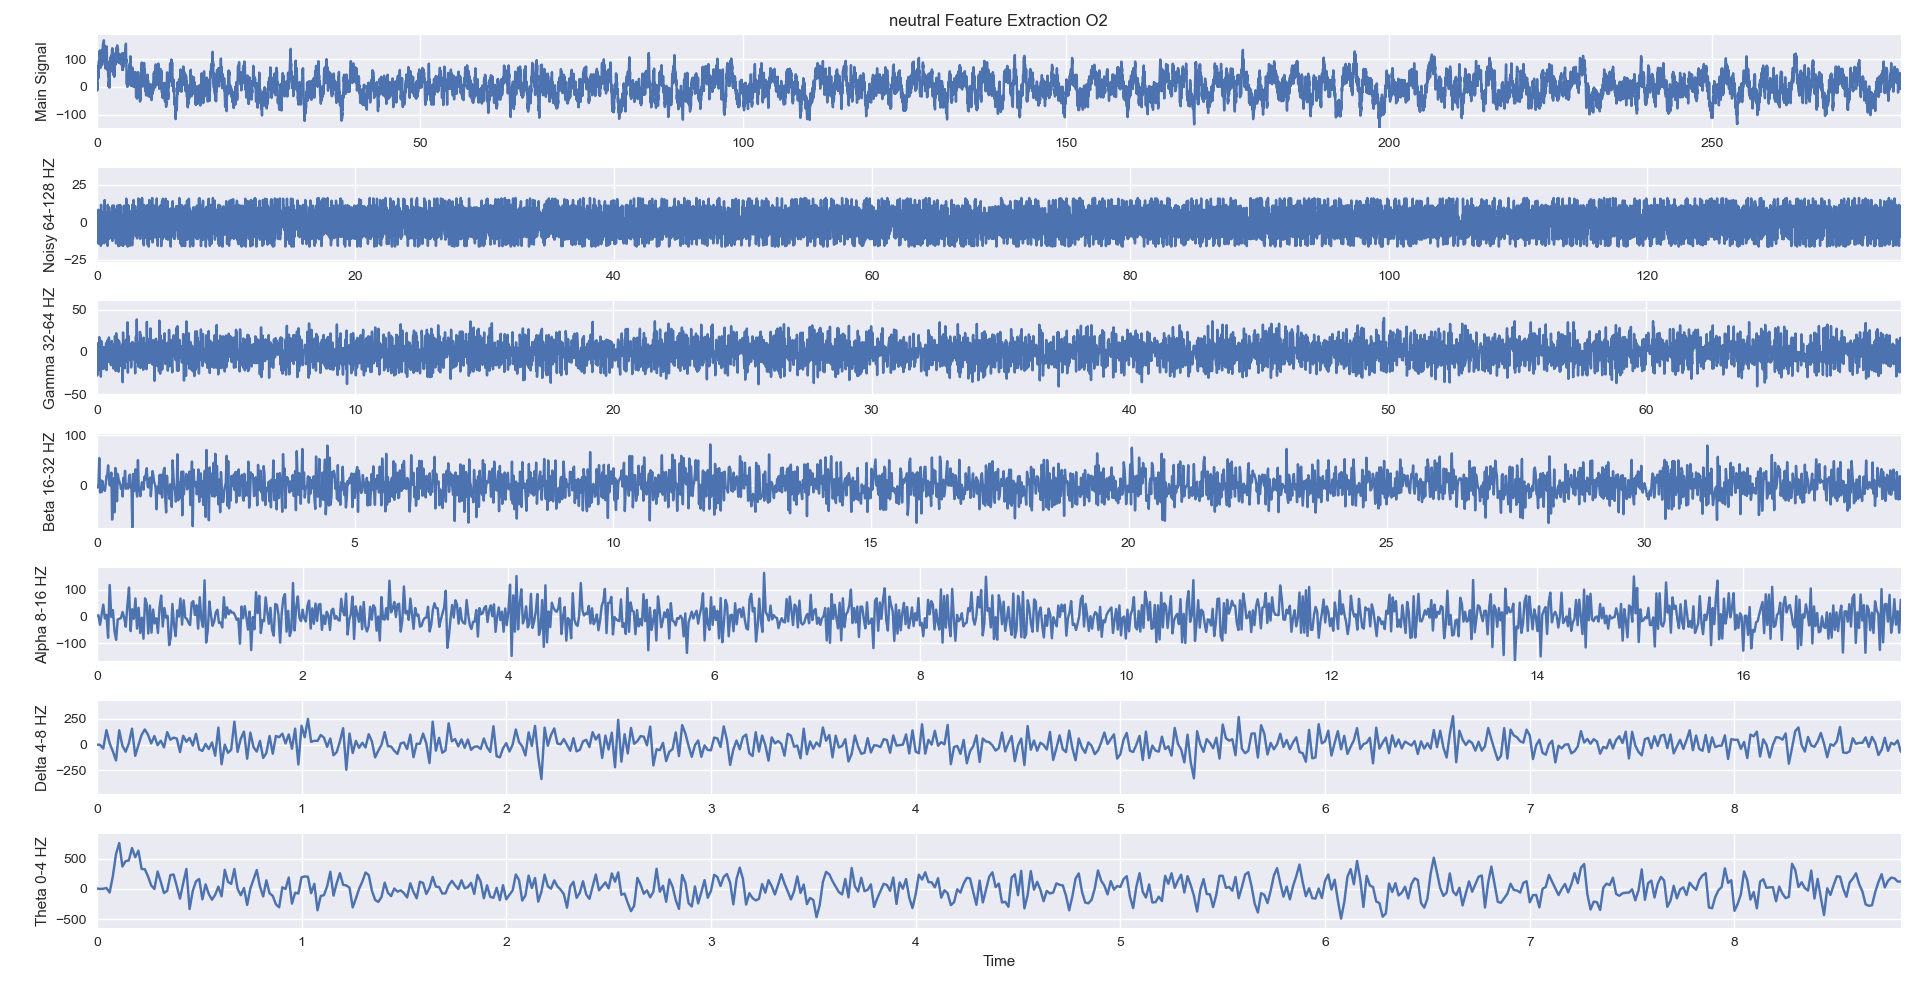 neutral Feature Extraction O2
Main Signal
100
0
−100
0 50 100 150 200 250
Noisy 64-128 HZ
25
0
−25
0 20 40 60 80 100 120
Gamma 32-64 HZ
50
0
−50
0 10 20 30 40 50 60
Beta 16-32 HZ
100
0
0 5 10 15 20 25 30
Alpha 8-16 HZ
100
0
−100
0 2 4 6 8 10 12 14 16
Delta 4-8 HZ
250
0
−250
0 1 2 3 4 5 6 7 8
Theta 0-4 HZ
500
0
−500
0 1 2 3 4 5 6 7 8
Time